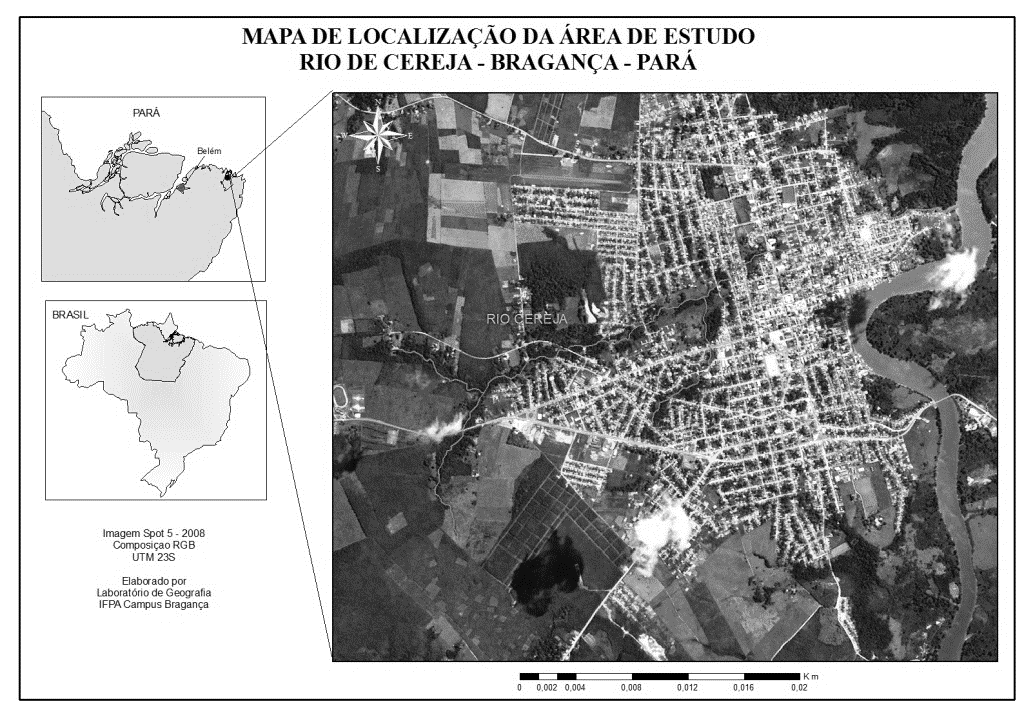 MAPA DE LOCALIZAÇÃO DA ÁREA DE ESTUDO
RIO DE CEREJA - BRAGANÇA - PARÁ
PARÁ
Belém
BRASIL
Imagem Spot 5 - 2008
Composiçao RGB
UTM 23S
Elaborado por
Laboratório de Geografia
IFPA Campus Bragança
N
E
S
RIO CEREJA
Km
0 0,002 0,004 0,008 0,012 0,016 0,02